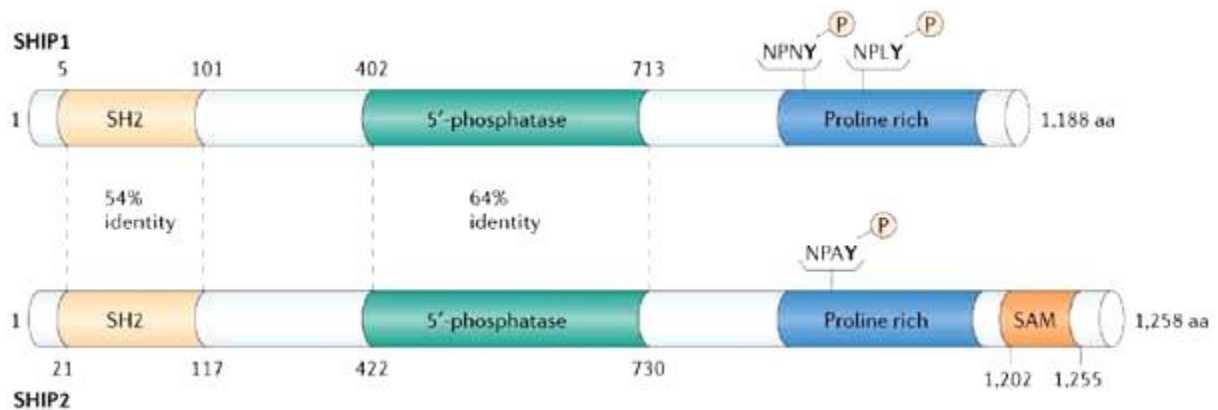 SHIP1
P P
NPNY NPLY
5 101 402 713
1 SH2 5′-phosphatase Proline rich 1,188 aa
54% identity
64% identity
P
NPAY
1 SH2 5′-phosphatase Proline rich SAM 1,258 aa
21 117 422 730 1,202 1,255
SHIP2